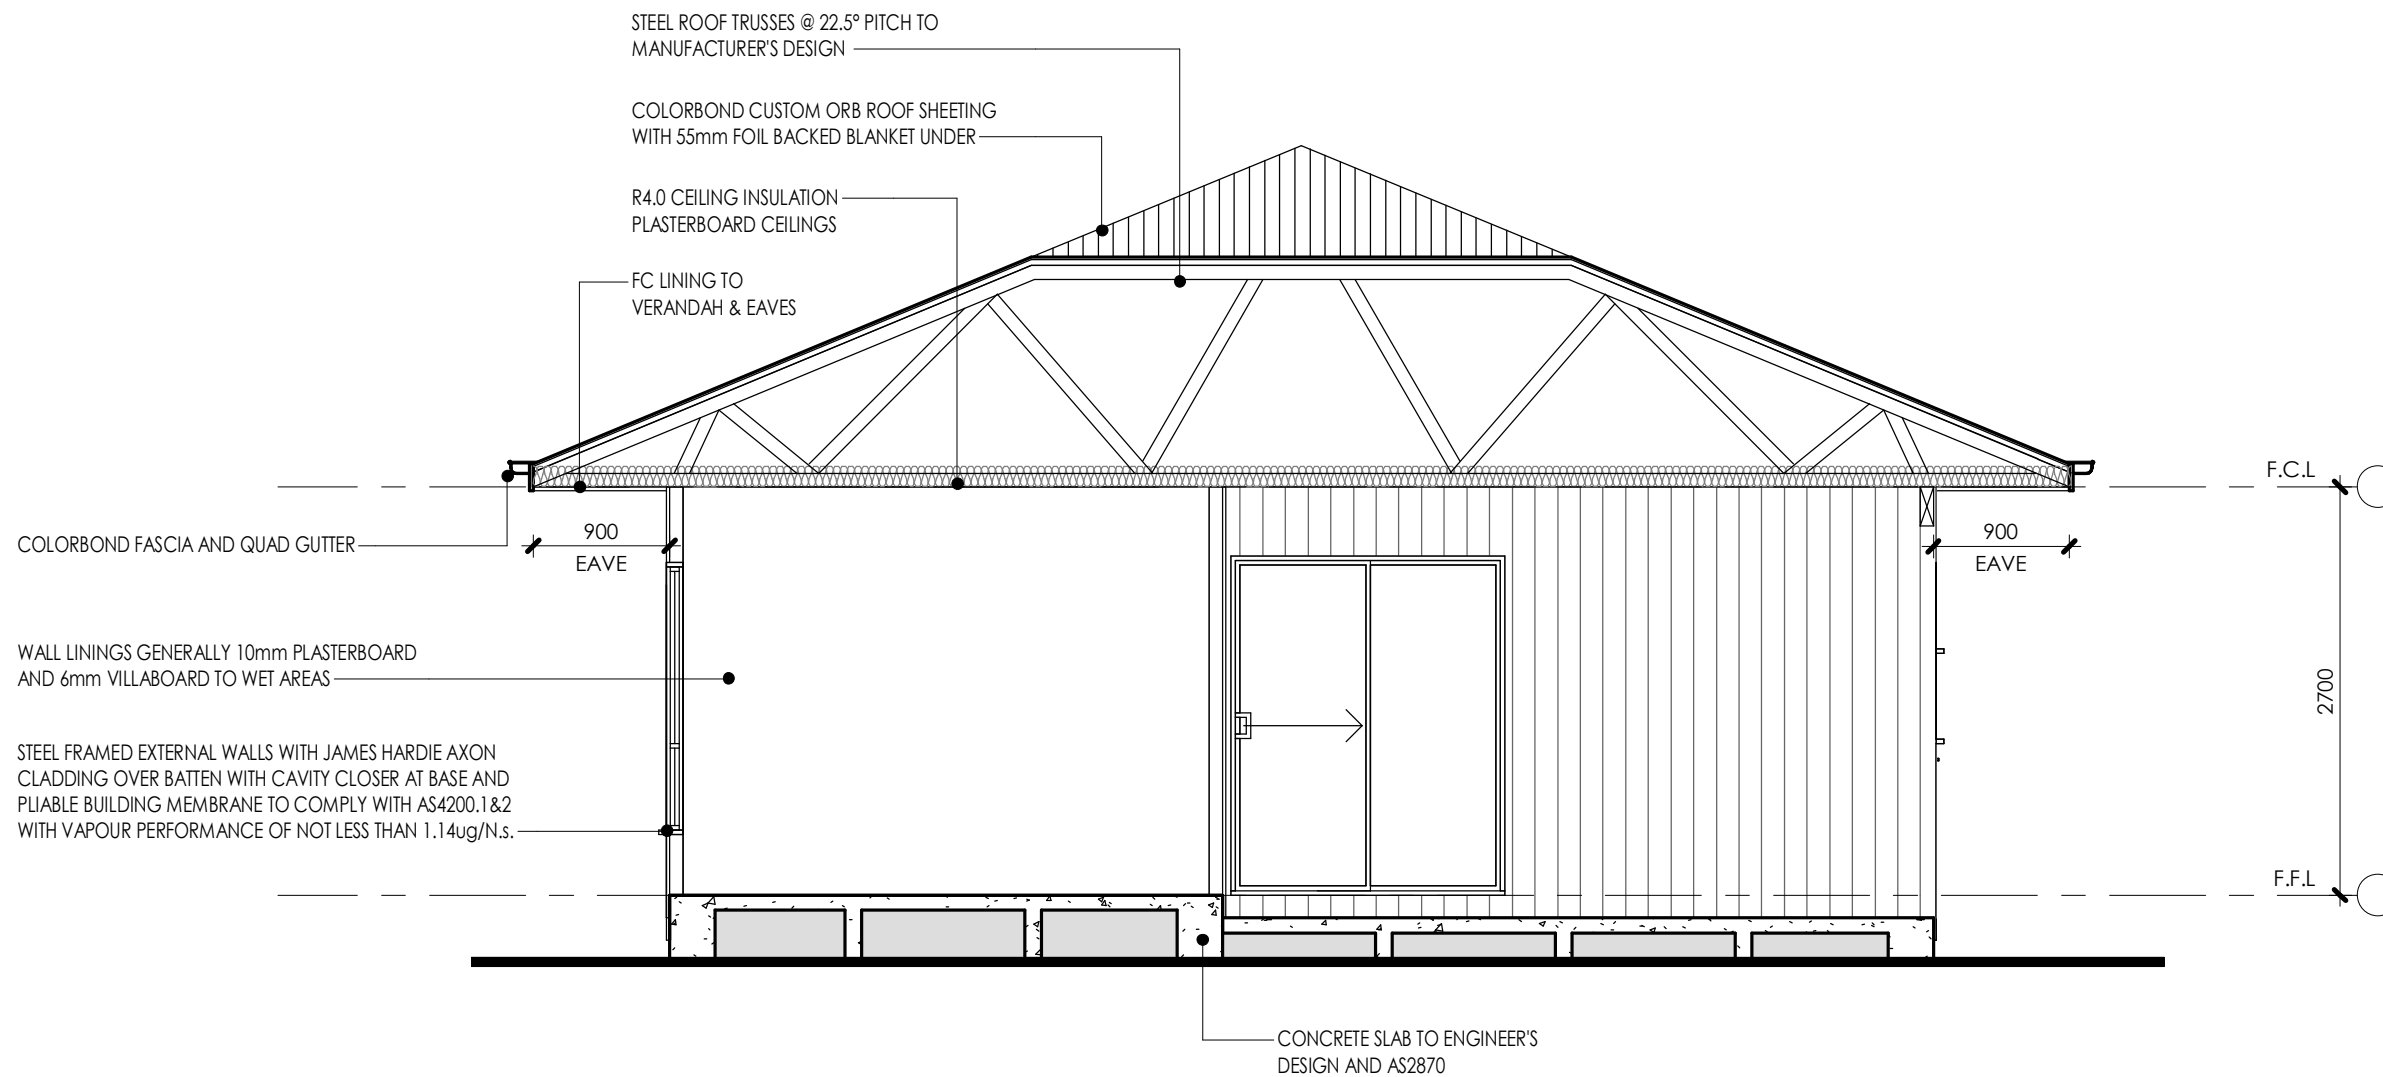 STEEL ROOF TRUSSES @ 22.5° PITCH TO
MANUFACTURER'S DESIGN
COLORBOND CUSTOM ORB ROOF SHEETING
WITH 55mm FOIL BACKED BLANKET UNDER
R4.0 CEILING INSULATION
PLASTERBOARD CEILINGS
FC LINING TO
VERANDAH & EAVES
F.C.L
COLORBOND FASCIA AND QUAD GUTTER
900
EAVE
900
EAVE
WALL LININGS GENERALLY 10mm PLASTERBOARD
AND 6mm VILLABOARD TO WET AREAS
2700
STEEL FRAMED EXTERNAL WALLS WITH JAMES HARDIE AXON
CLADDING OVER BATTEN WITH CAVITY CLOSER AT BASE AND
PLIABLE BUILDING MEMBRANE TO COMPLY WITH AS4200.1&2
WITH VAPOUR PERFORMANCE OF NOT LESS THAN 1.14ug/N.s.
F.F.L
CONCRETE SLAB TO ENGINEER'S
DESIGN AND AS2870